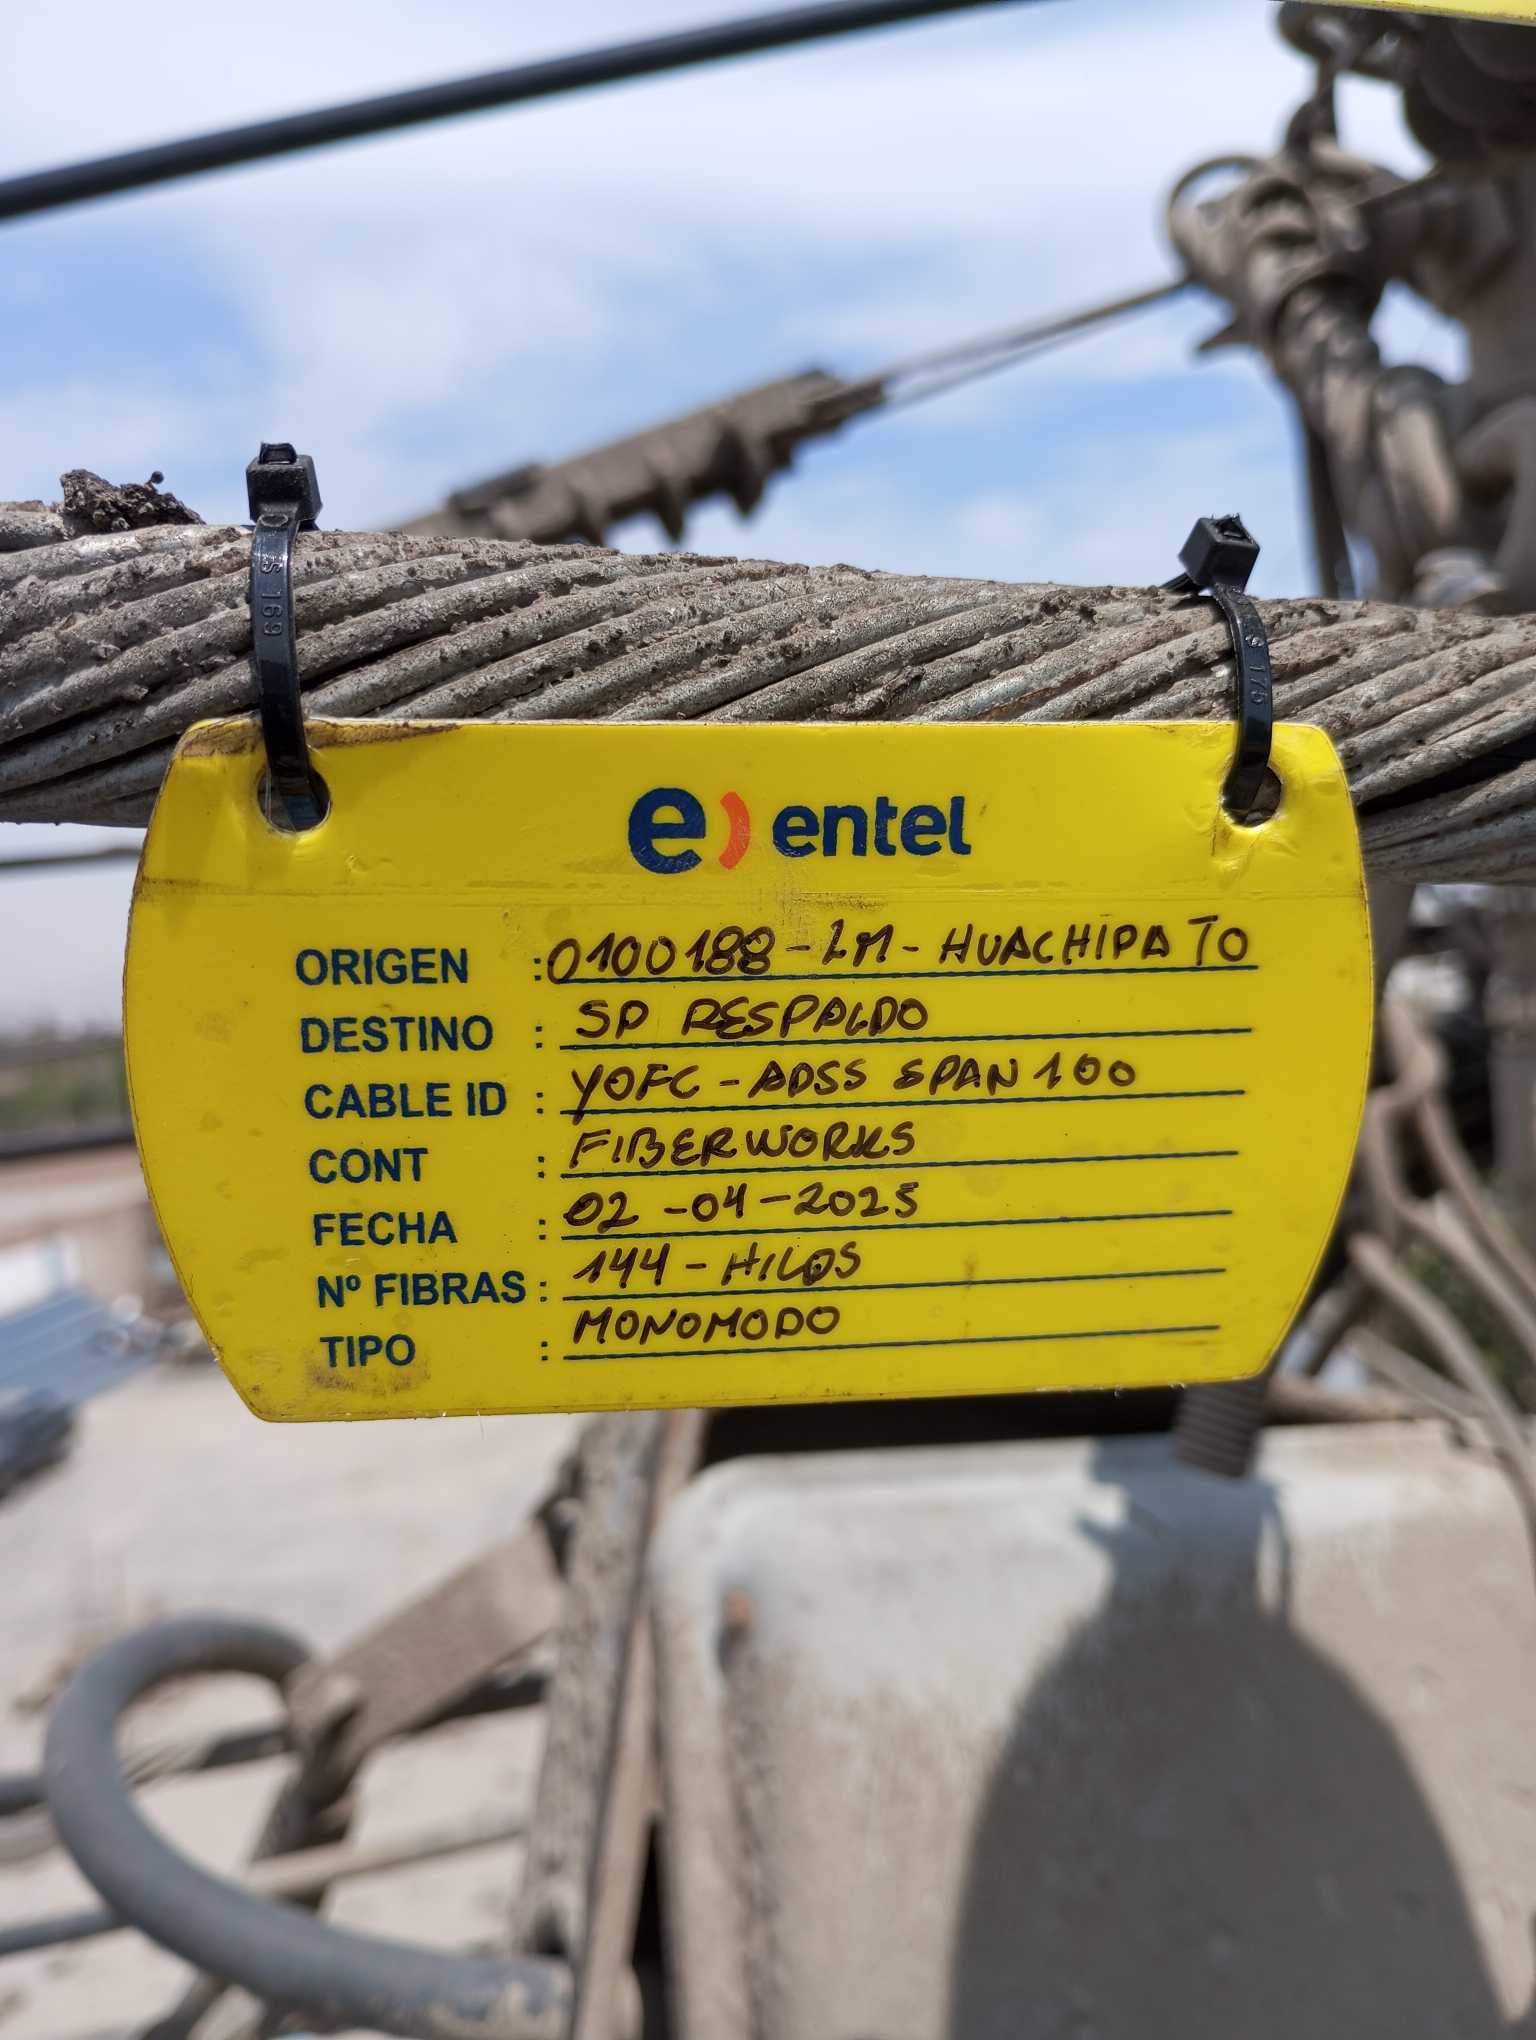 e) entel
ORIGEN : 0100188 - LM - HUACHIPATO
DESTINO : SP RESPALDO
CABLE ID : YOFC - ADSS SPAN 100
CONT : FIBERWORKS
FECHA : 02 - 04 - 2025
Nº FIBRAS : 144 - HILOS
TIPO : MONOMODO